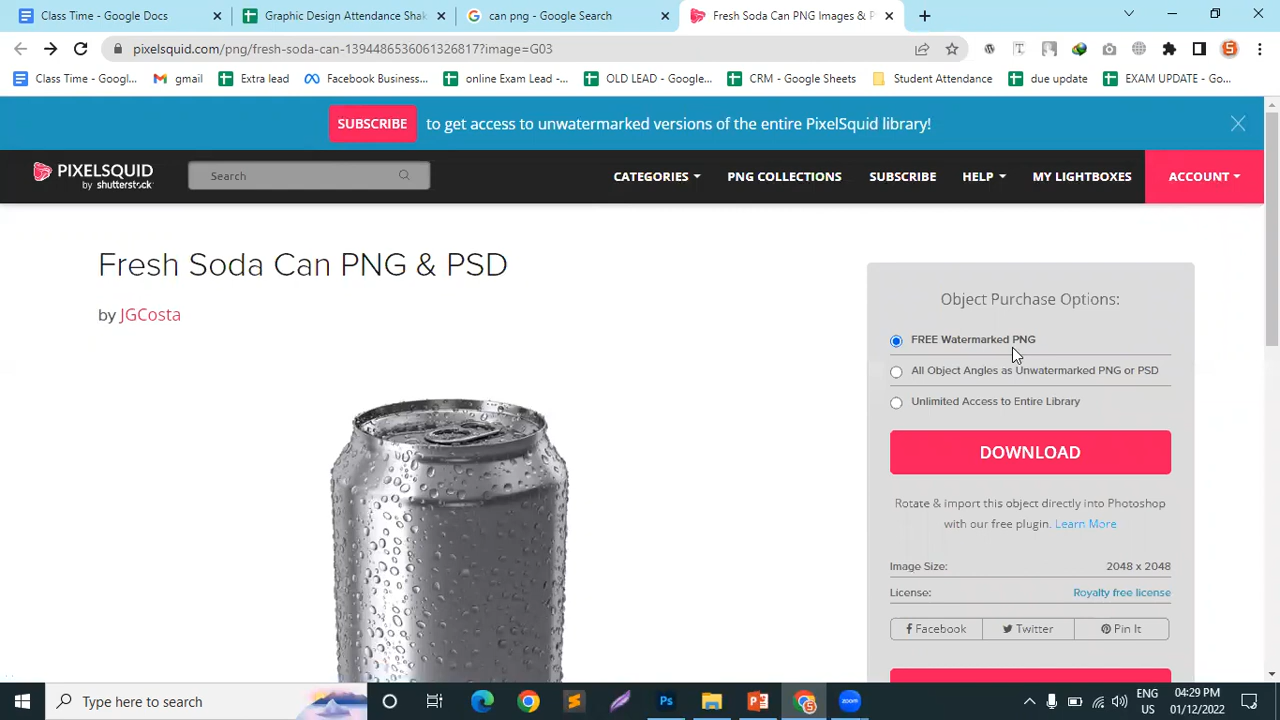 Class Time - Google Docs
Graphic Design Attendance Shak
can png - Google Search
Fresh Soda Can PNG Images & P
pixelsquid.com/png/fresh-soda-can-1394486536061326817?image=G03
Class Time - Googl...
gmail
Extra lead
Facebook Business...
online Exam Lead -...
OLD LEAD - Google...
CRM - Google Sheets
Student Attendance
due update
EXAM UPDATE - Go...
SUBSCRIBE to get access to unwatermarked versions of the entire PixelSquid library!
PIXELSQUID
by shutterstock
Search
CATEGORIES
PNG COLLECTIONS
SUBSCRIBE
HELP
MY LIGHTBOXES
ACCOUNT
Fresh Soda Can PNG & PSD
by JGCosta
Object Purchase Options:
FREE Watermarked PNG
All Object Angles as Unwatermarked PNG or PSD
Unlimited Access to Entire Library
DOWNLOAD
Rotate & import this object directly into Photoshop
with our free plugin. Learn More
Image Size: 2048 x 2048
License: Royalty free license
Facebook
Twitter
Pin It
Type here to search
Ps
zoom
ENG
US
04:29 PM
01/12/2022